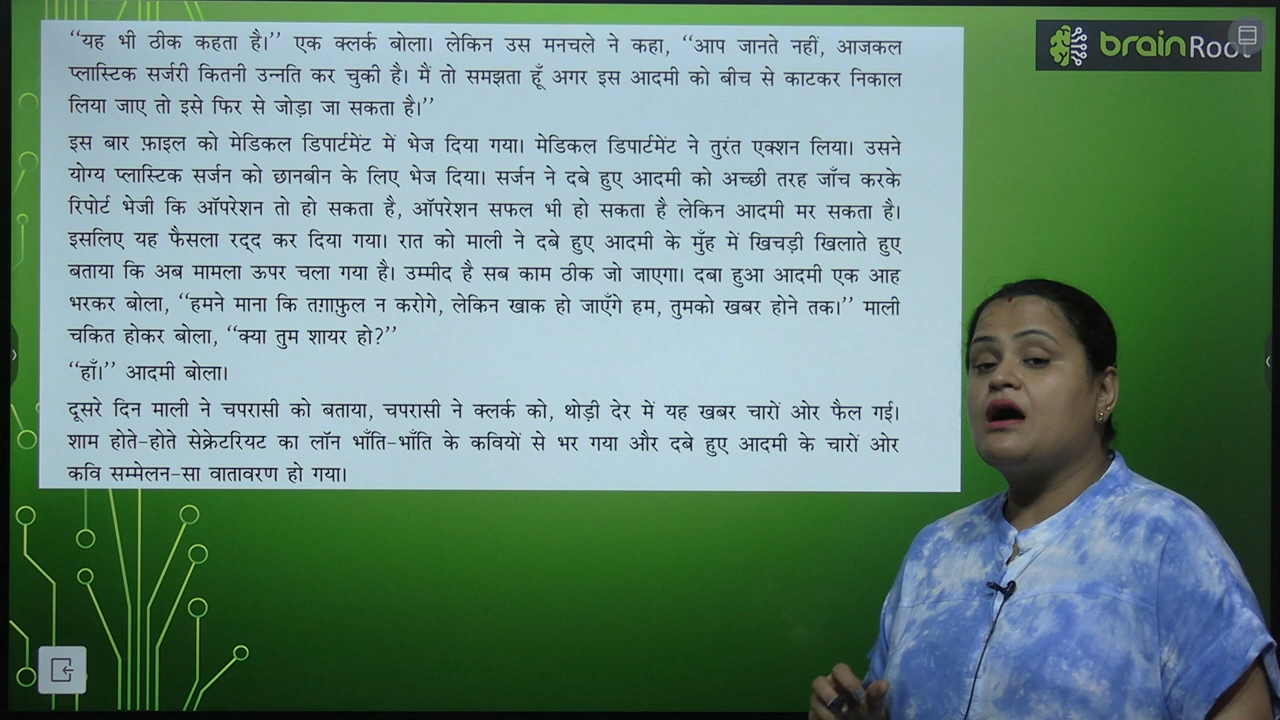 ‘‘यह भी ठीक कहता है।’’ एक क्लर्क बोला। लेकिन उस मनचले ने कहा, ‘‘आप जानते नहीं, आजकल
प्लास्टिक सर्जरी कितनी उन्नति कर चुकी है। मैं तो समझता हूँ अगर इस आदमी को बीच से काटकर निकाल
लिया जाए तो इसे फिर से जोड़ा जा सकता है।’’
इस बार फ़ाइल को मेडिकल डिपार्टमेंट में भेज दिया गया। मेडिकल डिपार्टमेंट ने तुरंत एक्शन लिया। उसने
योग्य प्लास्टिक सर्जन को छानबीन के लिए भेज दिया। सर्जन ने दबे हुए आदमी को अच्छी तरह जाँच करके
रिपोर्ट भेजी कि ऑपरेशन तो हो सकता है, ऑपरेशन सफल भी हो सकता है लेकिन आदमी मर सकता है।
इसलिए यह फैसला रद्द कर दिया गया। रात को माली ने दबे हुए आदमी के मुँह में खिचड़ी खिलाते हुए
बताया कि अब मामला ऊपर चला गया है। उम्मीद है सब काम ठीक जो जाएगा। दबा हुआ आदमी एक आह
भरकर बोला, ‘‘हमने माना कि तग़ाफ़ुल न करोगे, लेकिन खाक हो जाएँगे हम, तुमको खबर होने तक।’’ माली
चकित होकर बोला, ‘‘क्या तुम शायर हो?’’
‘‘हाँ।’’ आदमी बोला।
दूसरे दिन माली ने चपरासी को बताया, चपरासी ने क्लर्क को, थोड़ी देर में यह खबर चारों ओर फैल गई।
शाम होते-होते सेक्रेटरियट का लॉन भाँति-भाँति के कवियों से भर गया और दबे हुए आदमी के चारों ओर
कवि सम्मेलन-सा वातावरण हो गया।
brainRoot